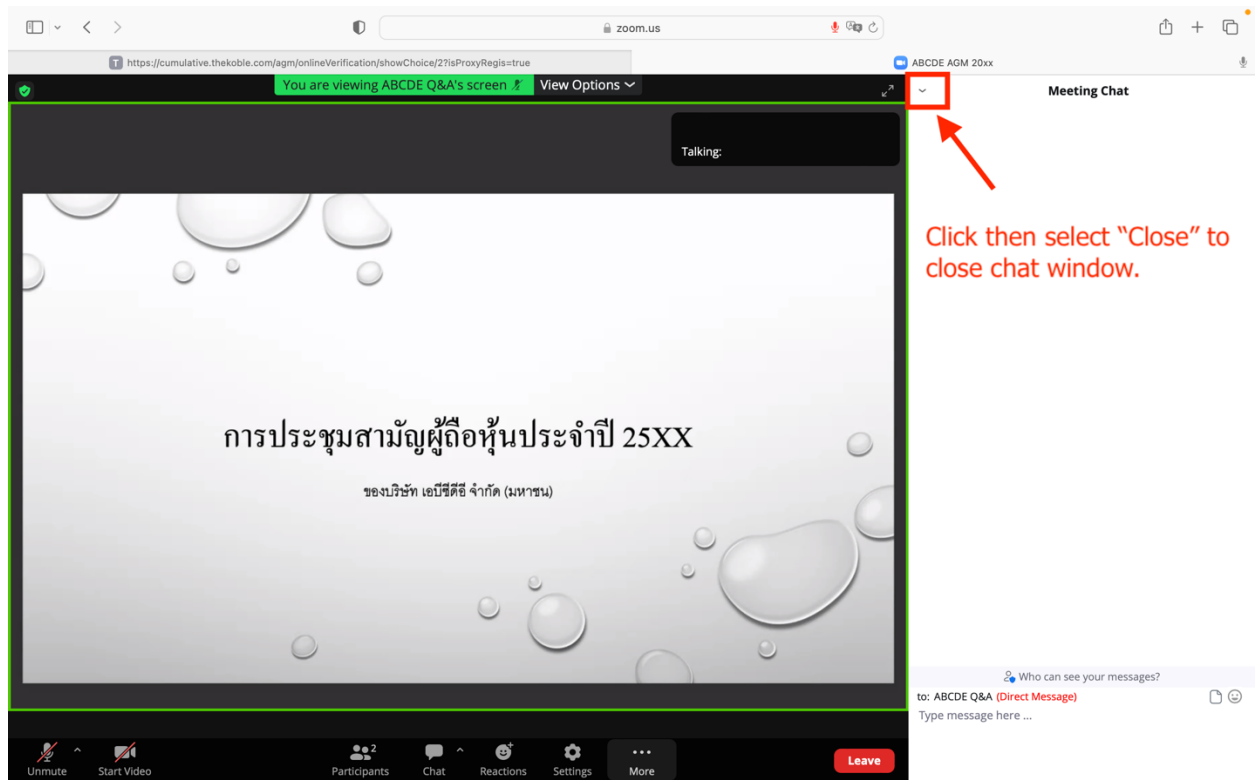 zoom.us
T https://cumulative.thekoble.com/agm/onlineVerification/showChoice/2?isProxyRegis=true
ABCDE AGM 20xx
You are viewing ABCDE Q&A's screen
View Options
Meeting Chat
Talking:
Click then select “Close” to
close chat window.
การประชุมสามัญผู้ถือหุ้นประจำปี 25XX
ของบริษัท เอบีซีดีอี จำกัด (มหาชน)
Who can see your messages?
to: ABCDE Q&A (Direct Message)
Type message here ...
Unmute
Start Video
Participants 2
Chat
Reactions
Settings
More
Leave